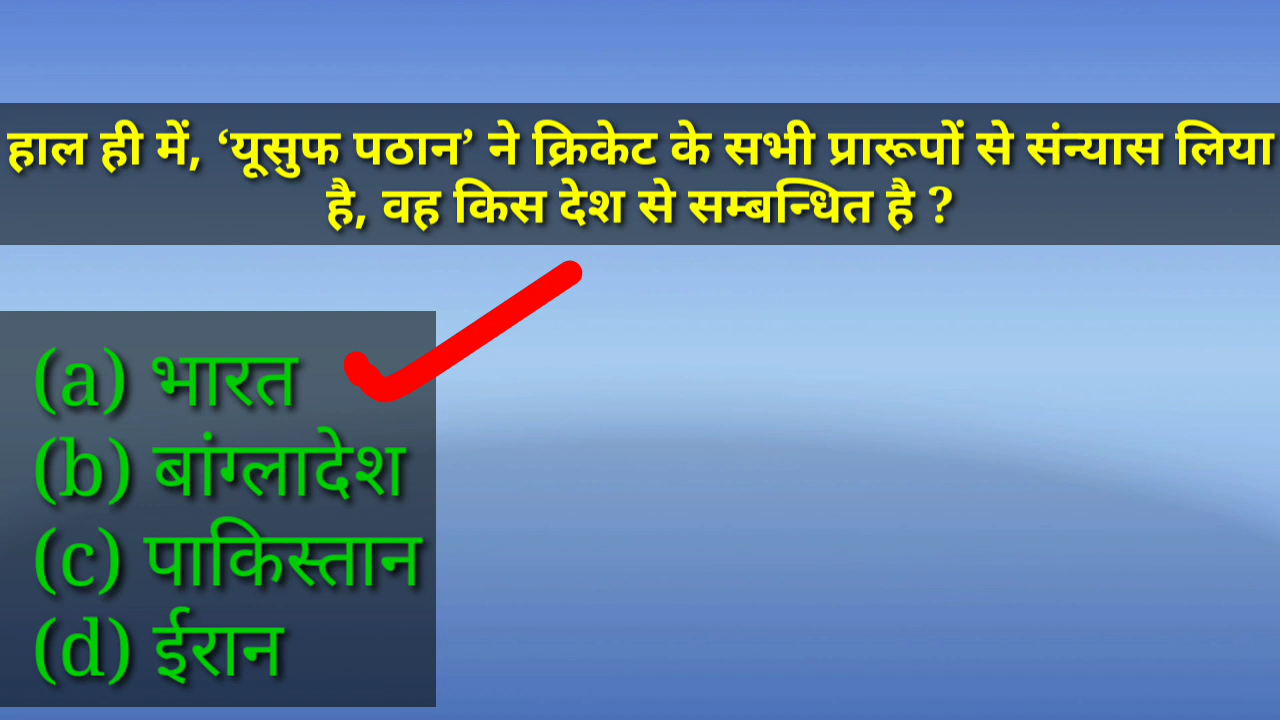 हाल ही में, ‘यूसुफ पठान’ ने क्रिकेट के सभी प्रारूपों से संन्यास लिया
है, वह किस देश से सम्बन्धित है ?
(a) भारत
(b) बांग्लादेश
(c) पाकिस्तान
(d) ईरान